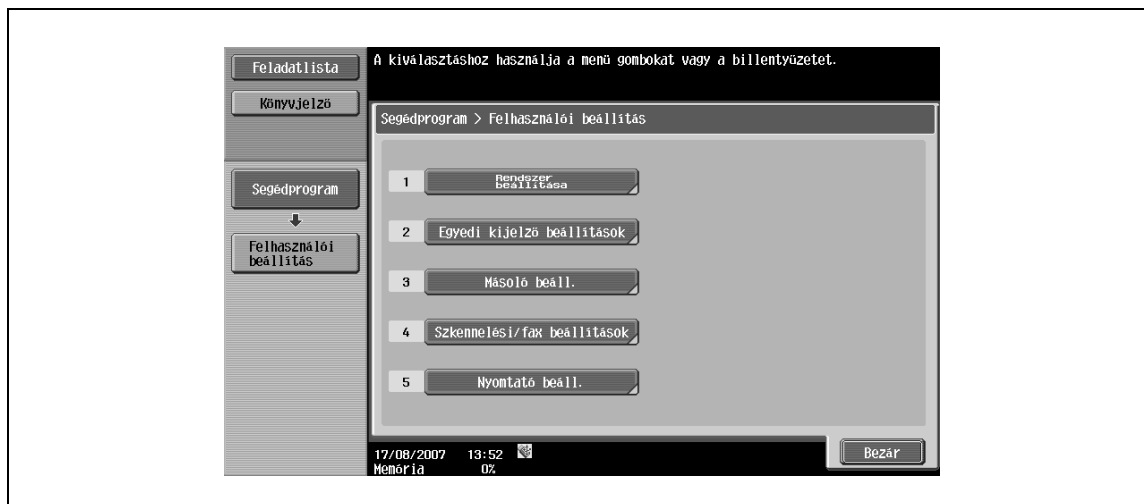 Feladatlista
Könyvjelző
Segédprogram
Felhasználói
beállítás
A kiválasztáshoz használja a menü gombokat vagy a billentyűzetet.
Segédprogram > Felhasználói beállítás
1 Rendszer
beállítása
2 Egyedi kijelző beállítások
3 Másoló beáll.
4 Szkennelési/fax beállítások
5 Nyomtató beáll.
17/08/2007 13:52
Memória 0%
Bezár